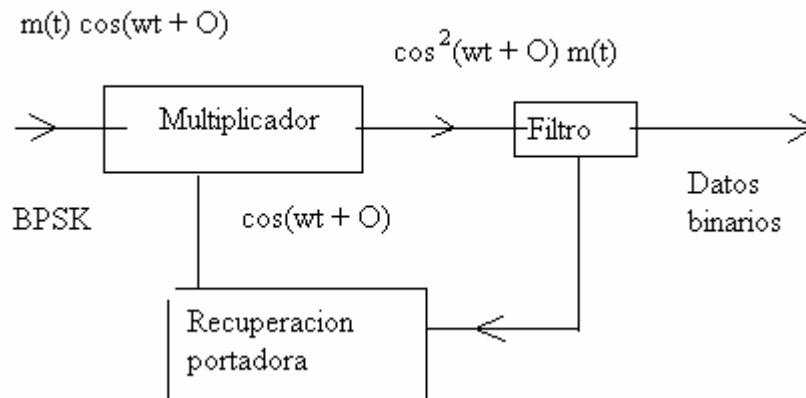 m(t) cos(wt + O)
cos²(wt + O) m(t)
Multiplicador
Filtro
BPSK
cos(wt + O)
Datos
binarios
Recuperacion
portadora